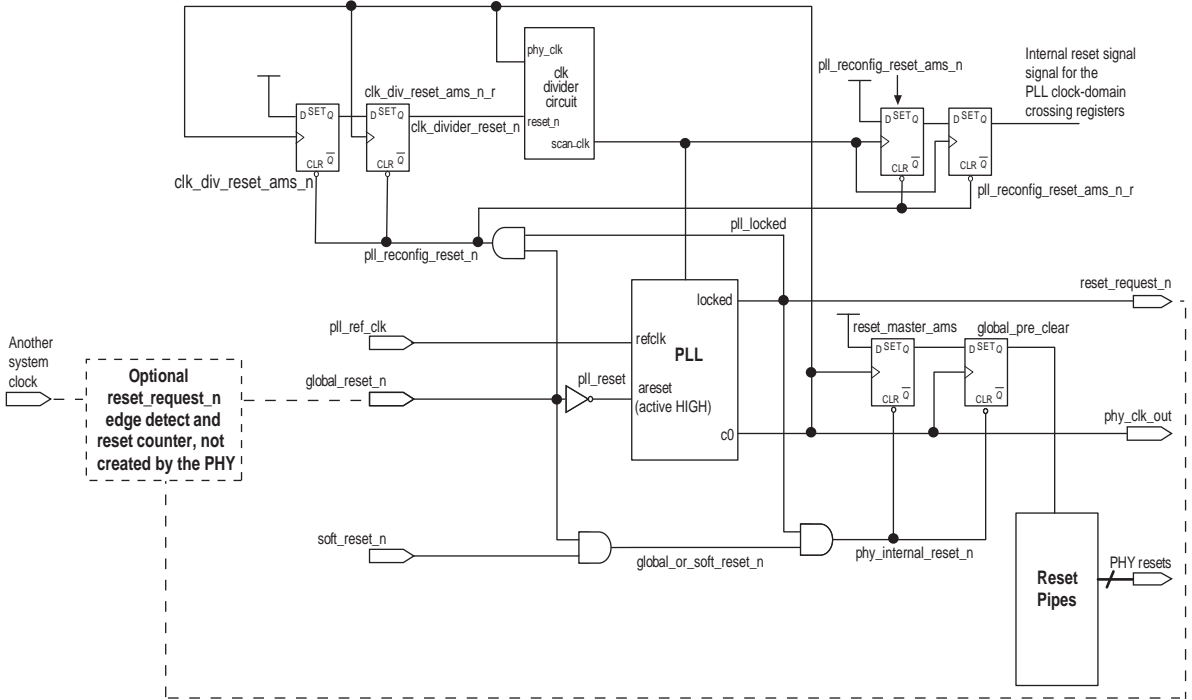 phy_clk
clk
divider
circuit
reset_n
scan_clk
clk_div_reset_ams_n_r
clk_divider_reset_n
D SET Q
CLR Q
D SET Q
CLR Q
clk_div_reset_ams_n
pll_reconfig_reset_ams_n
Internal reset signal
signal for the
PLL clock-domain
crossing registers
D SET Q
CLR Q
D SET Q
CLR Q
pll_reconfig_reset_ams_n_r
pll_locked
pll_reconfig_reset_n
locked
reset_request_n
pll_ref_clk
refclk
PLL
reset_master_ams
global_pre_clear
D SET Q
CLR Q
D SET Q
CLR Q
Another
system
clock
Optional
reset_request_n
edge detect and
reset counter, not
created by the PHY
global_reset_n
pll_reset
areset
(active HIGH)
c0
phy_clk_out
soft_reset_n
global_or_soft_reset_n
phy_internal_reset_n
Reset
Pipes
PHY resets